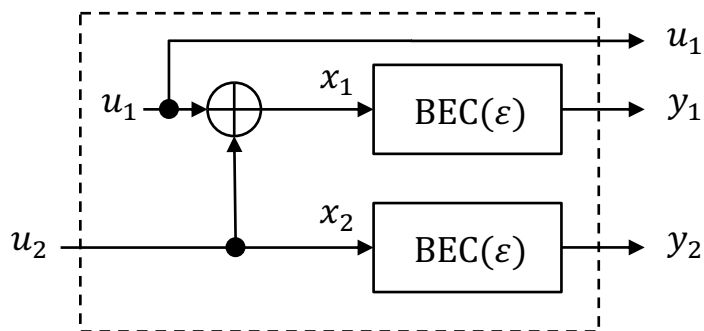 u₁
u₁ x₁ BEC(ε) y₁
u₂ x₂ BEC(ε) y₂